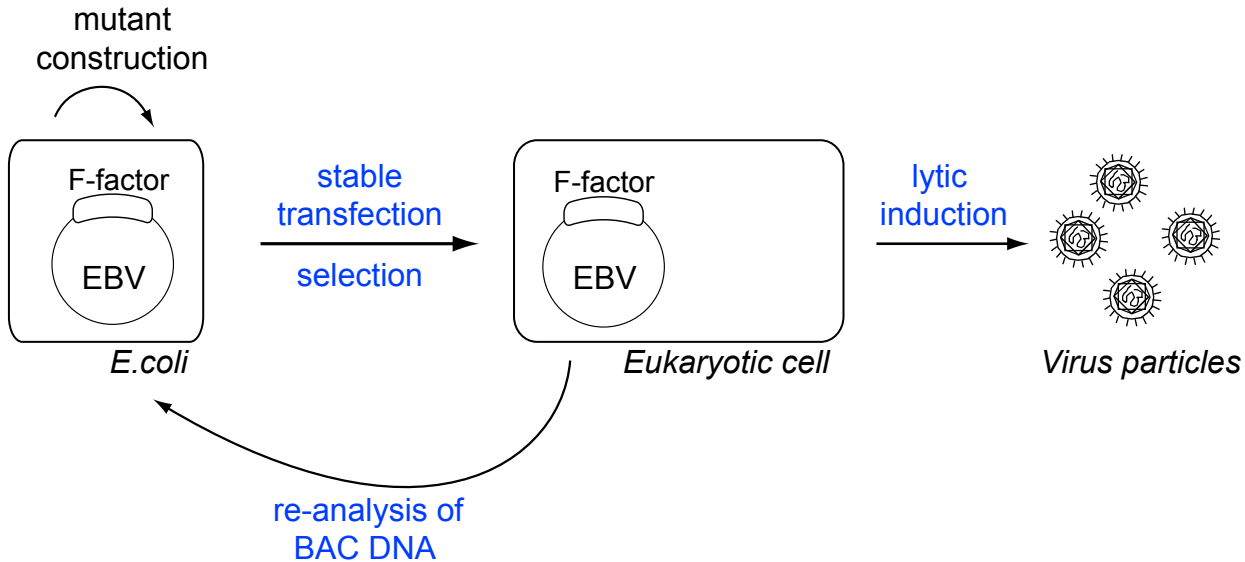 mutant
construction
F-factor
EBV
E.coli
stable
transfection
selection
F-factor
EBV
Eukaryotic cell
lytic
induction
Virus particles
re-analysis of
BAC DNA